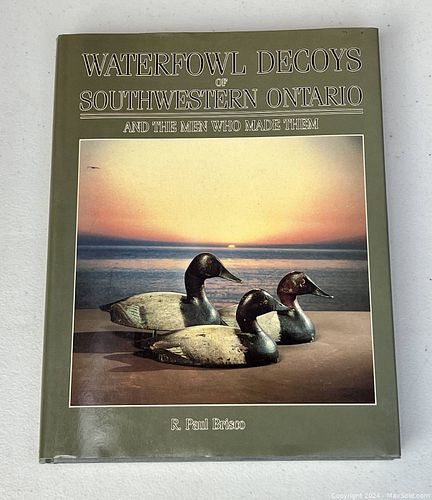 WATERFOWL DECOYS
OF
SOUTHWESTERN ONTARIO
AND THE MEN WHO MADE THEM
R. Paul Brisco
Copyright 2024 - MaxSold.com